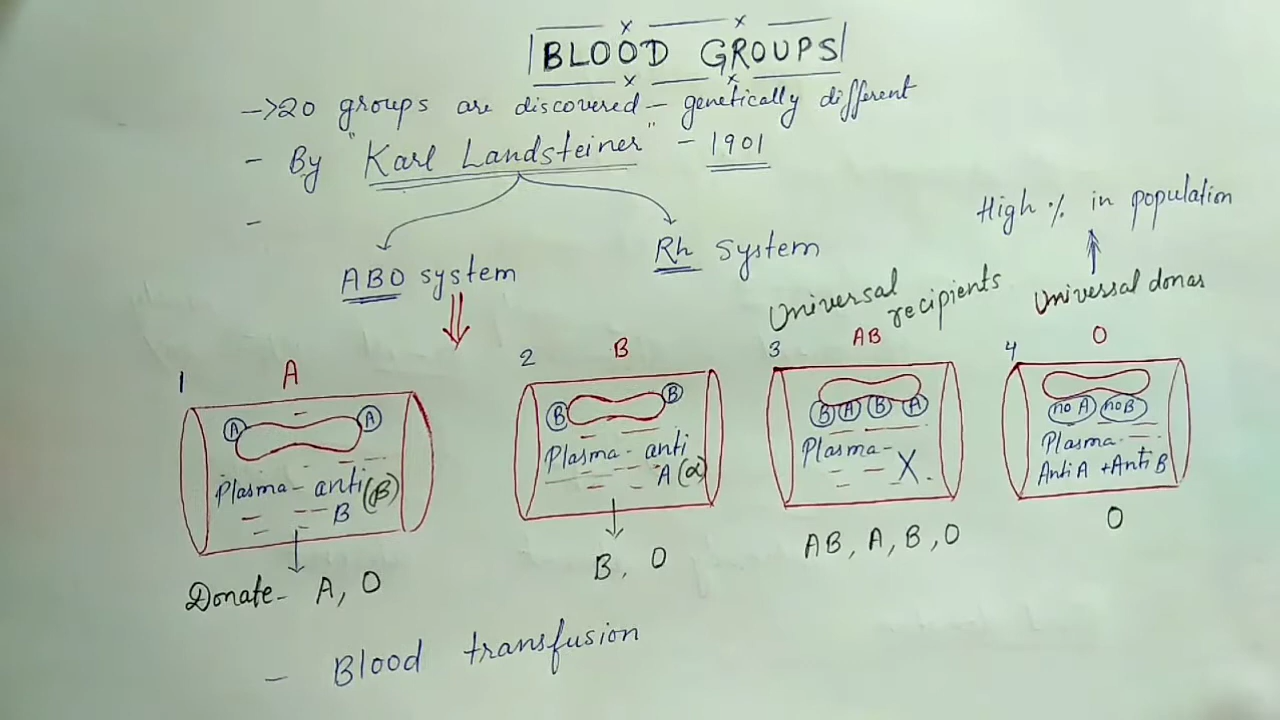 BLOOD GROUPS
→20 groups are discovered - genetically different
- By "Karl Landsteiner" - 1901
-
High % in population
ABO system
Rh system
Universal recipients
Universal donas
1 A
2 B
3 AB
4 O
A A
Plasma - anti B (β)
B B
Plasma - anti A (α)
B A B A
Plasma - X.
no A no B
Plasma -
Anti A + Anti B
Donate - A, O
B, O
AB, A, B, O
O
- Blood transfusion